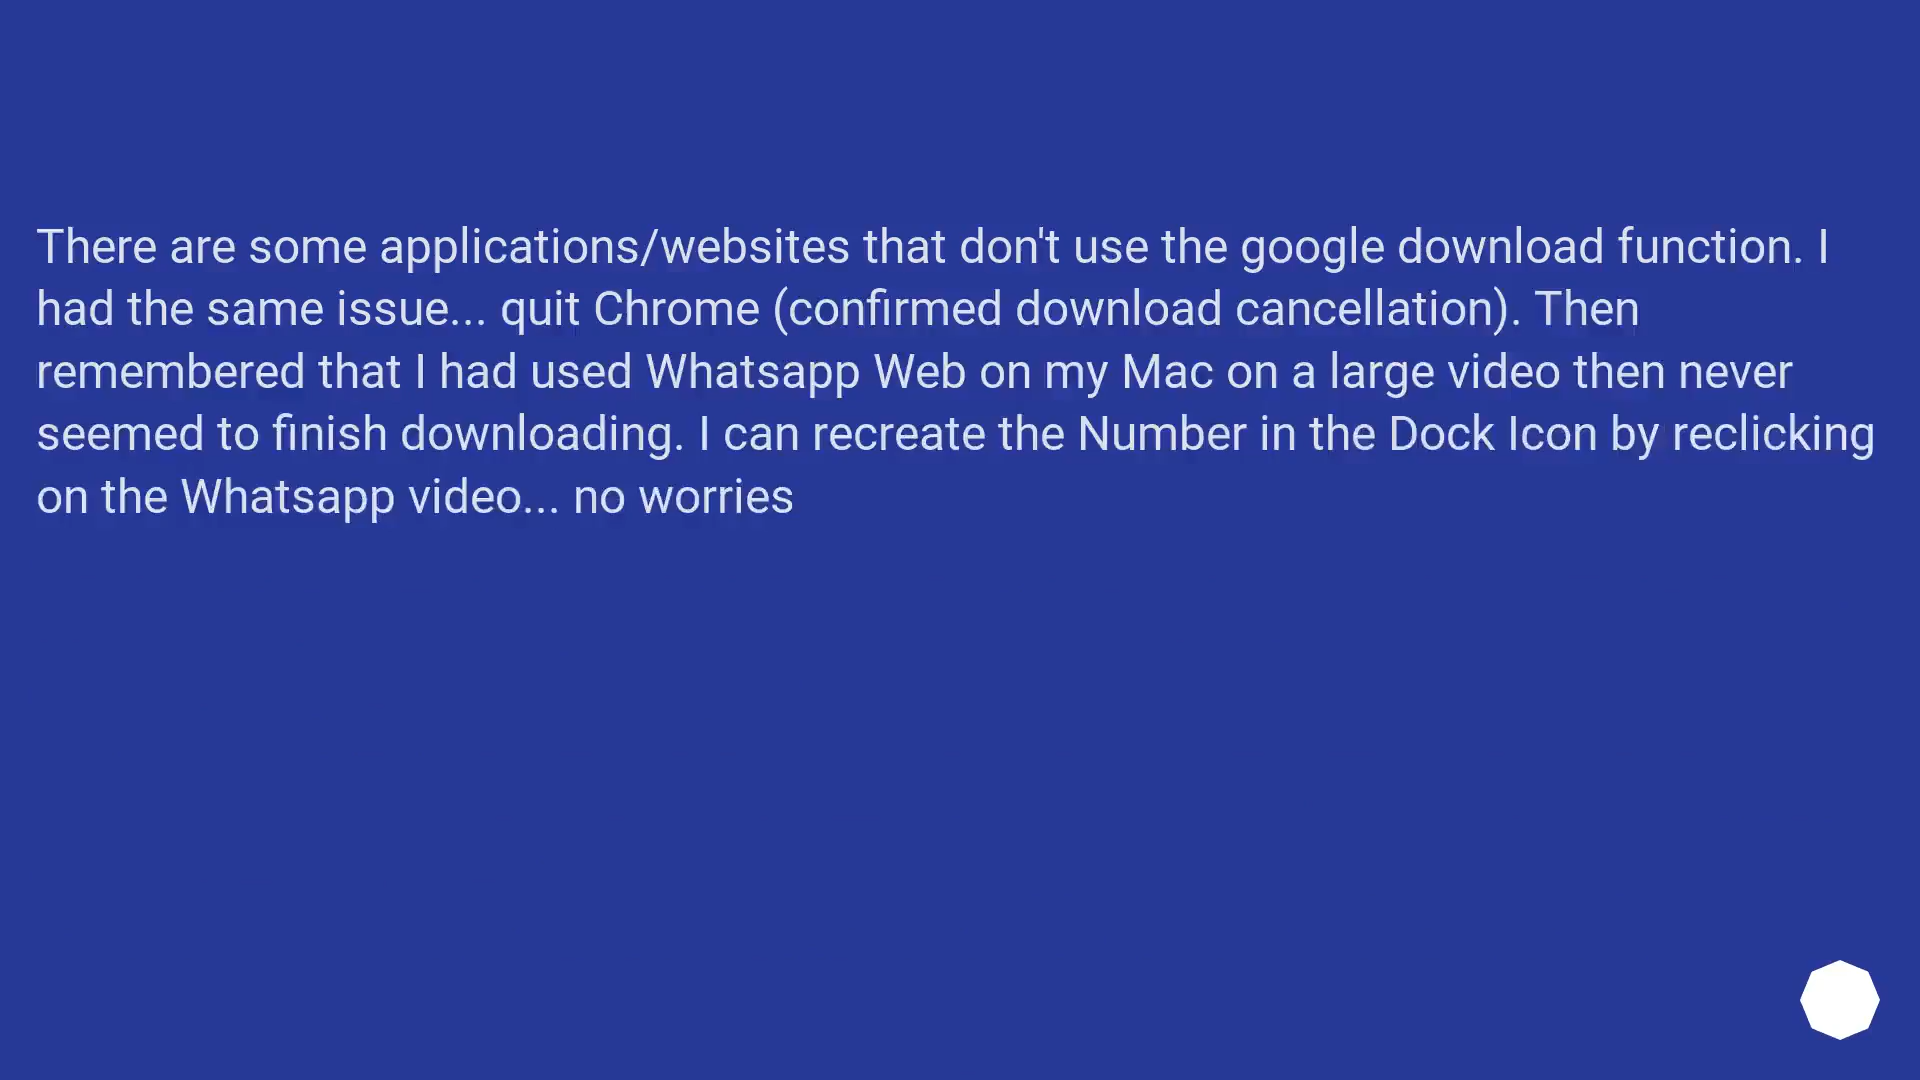 There are some applications/websites that don't use the google download function. I
had the same issue... quit Chrome (confirmed download cancellation). Then
remembered that I had used Whatsapp Web on my Mac on a large video then never
seemed to finish downloading. I can recreate the Number in the Dock Icon by reclicking
on the Whatsapp video... no worries